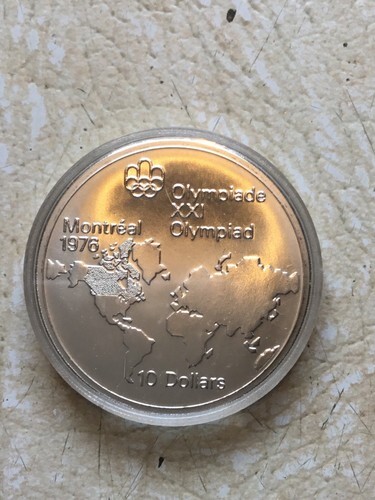 Olympiade
XXI
Olympiad
Montréal
1976
10 Dollars